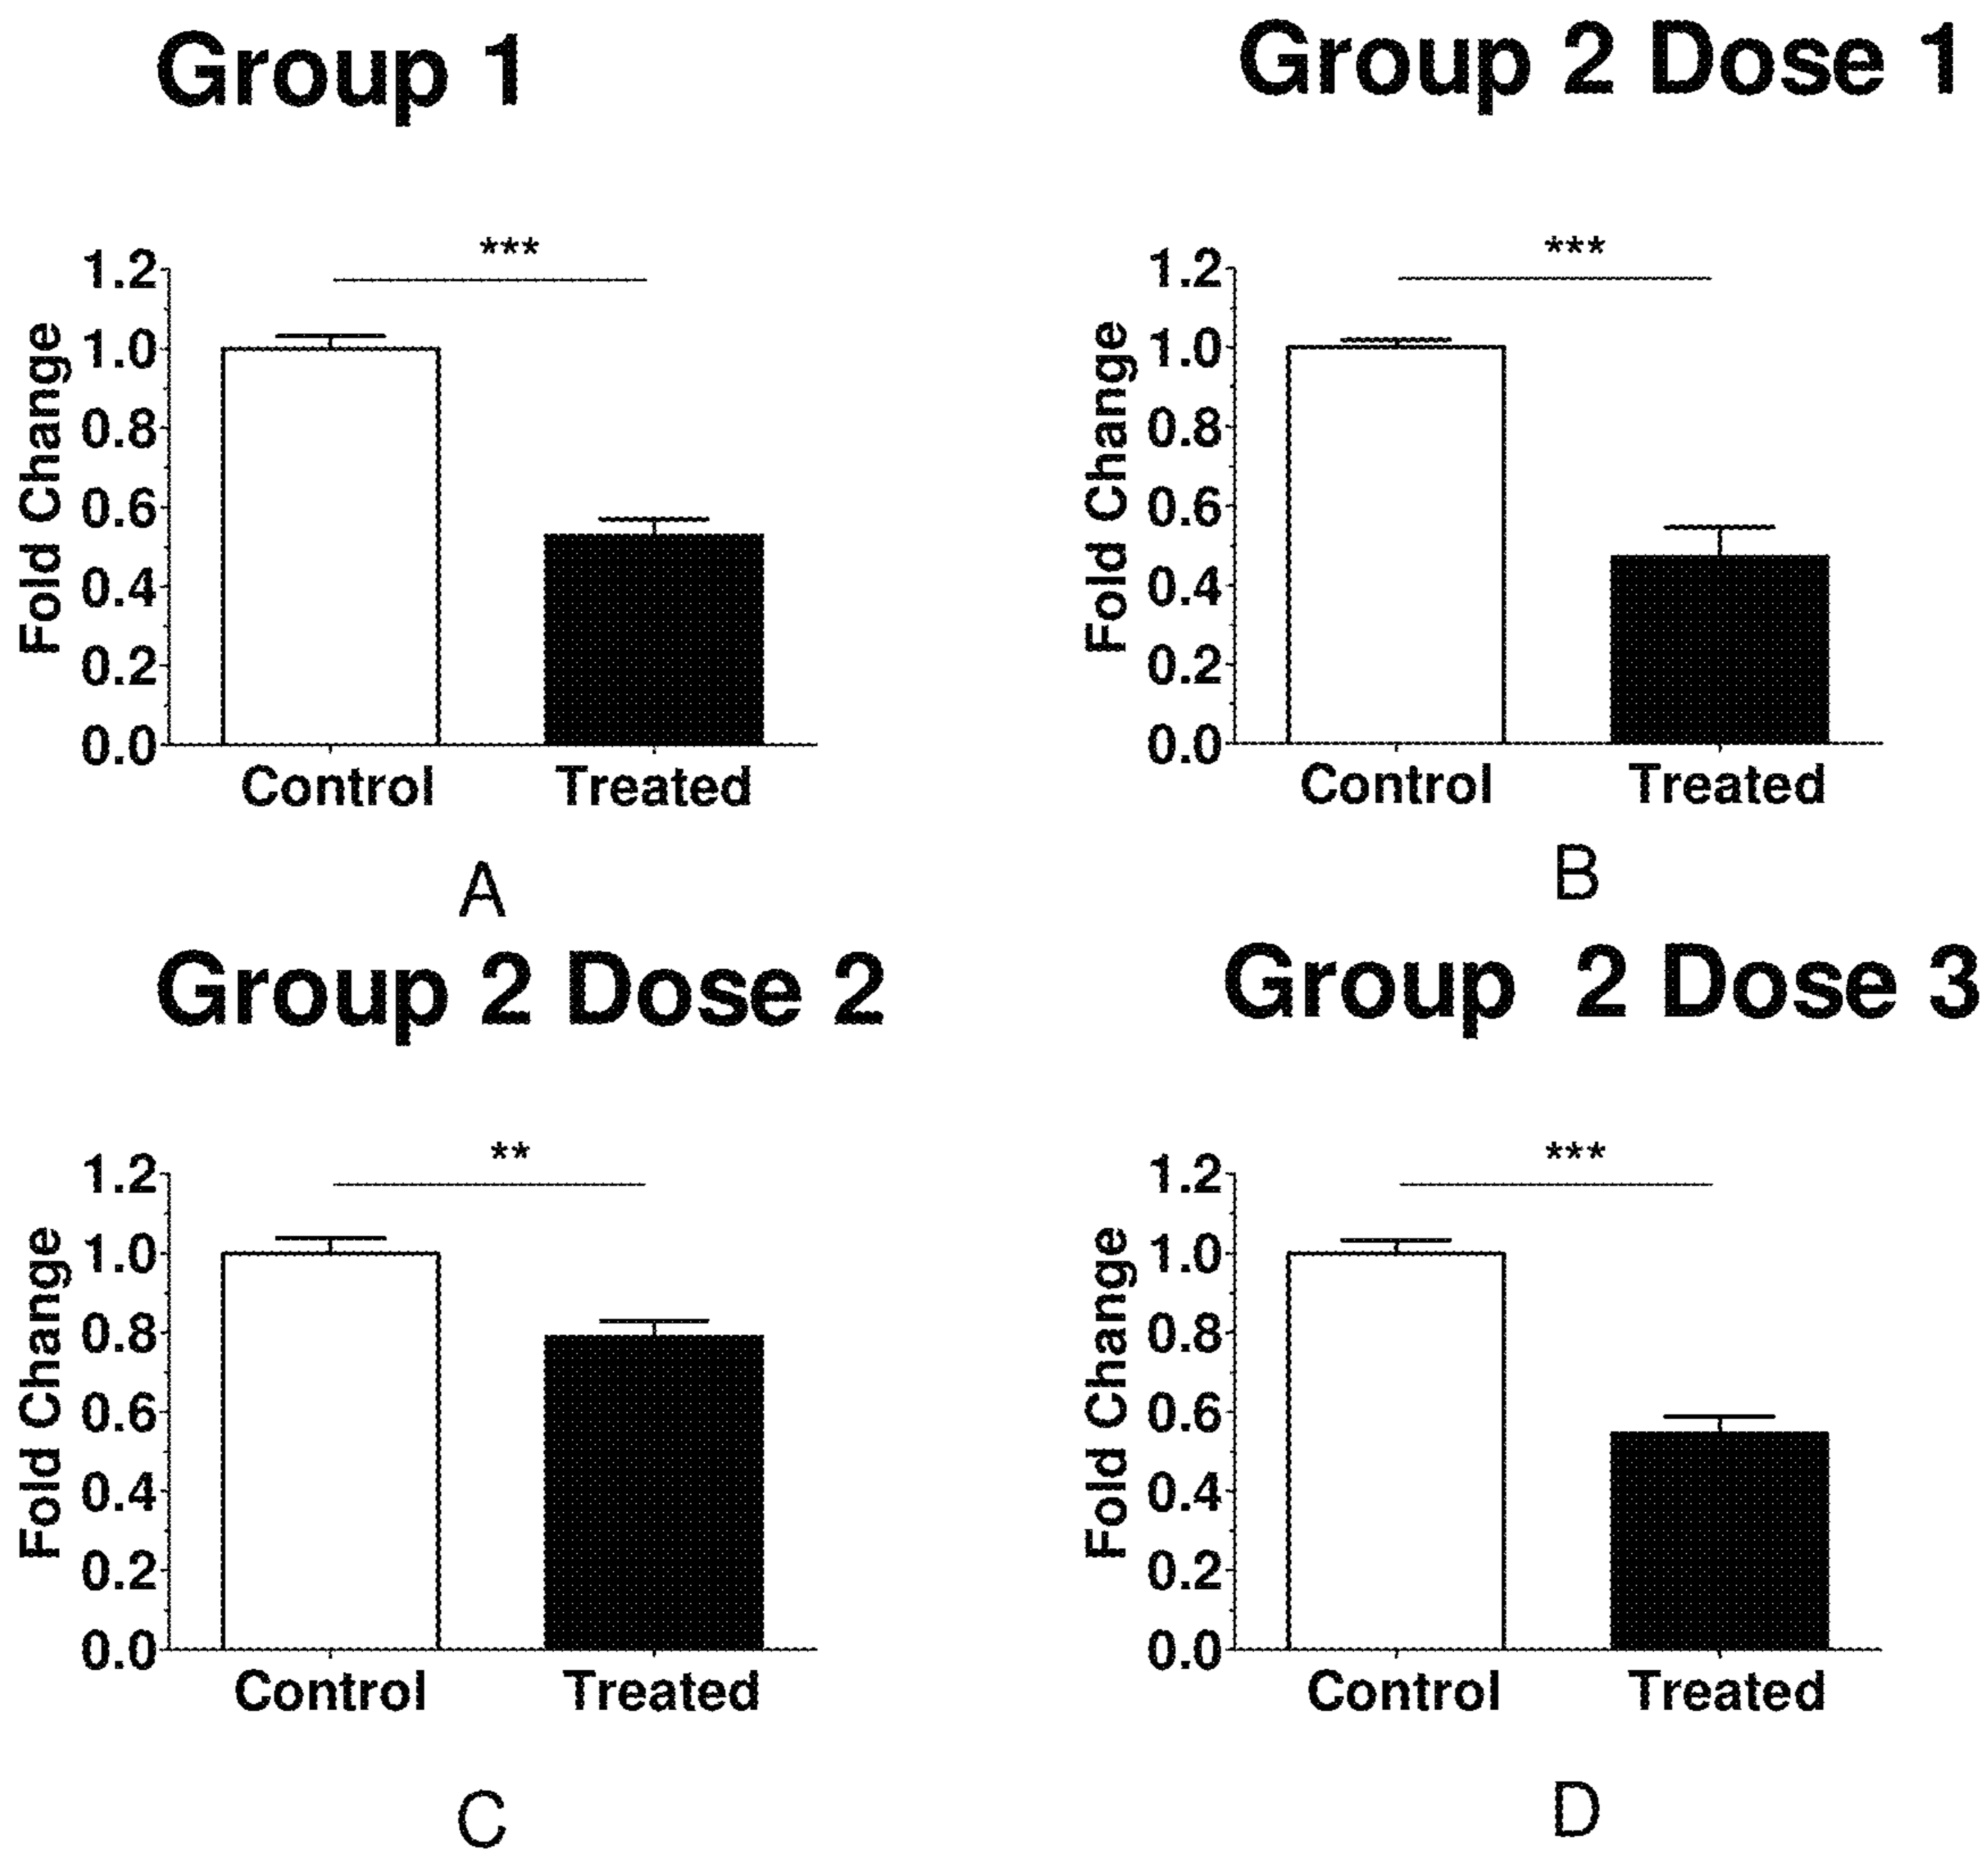 Group 1
***
1.2
1.0
0.8
0.6
0.4
0.2
0.0
Fold Change
Control Treated
A
Group 2 Dose 1
***
1.2
1.0
0.8
0.6
0.4
0.2
0.0
Fold Change
Control Treated
B
Group 2 Dose 2
**
1.2
1.0
0.8
0.6
0.4
0.2
0.0
Fold Change
Control Treated
C
Group 2 Dose 3
***
1.2
1.0
0.8
0.6
0.4
0.2
0.0
Fold Change
Control Treated
D